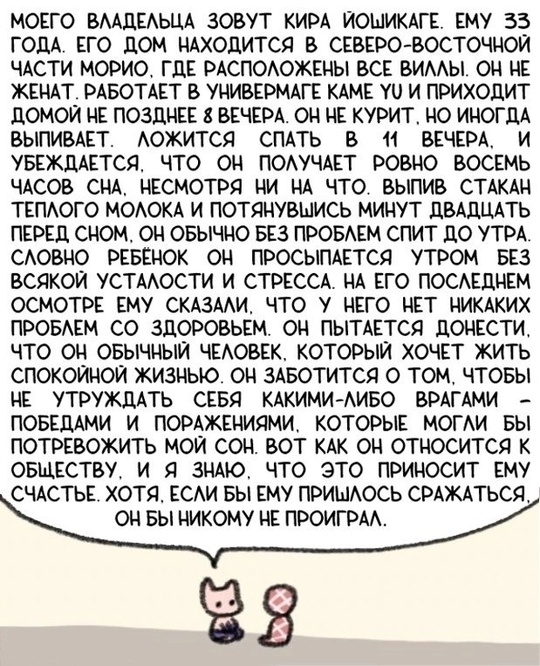 МОЕГО ВЛАДЕЛЬЦА ЗОВУТ КИРА ЙОШИКАГЕ. ЕМУ 33
ГОДА. ЕГО ДОМ НАХОДИТСЯ В СЕВЕРО-ВОСТОЧНОЙ
ЧАСТИ МОРИО, ГДЕ РАСПОЛОЖЕНЫ ВСЕ ВИЛЛЫ. ОН НЕ
ЖЕНАТ. РАБОТАЕТ В УНИВЕРМАГЕ КАМЕ YU И ПРИХОДИТ
ДОМОЙ НЕ ПОЗДНЕЕ 8 ВЕЧЕРА. ОН НЕ КУРИТ, НО ИНОГДА
ВЫПИВАЕТ. ЛОЖИТСЯ СПАТЬ В 11 ВЕЧЕРА, И
УБЕЖДАЕТСЯ, ЧТО ОН ПОЛУЧАЕТ РОВНО ВОСЕМЬ
ЧАСОВ СНА, НЕСМОТРЯ НИ НА ЧТО. ВЫПИВ СТАКАН
ТЕПЛОГО МОЛОКА И ПОТЯНУВШИСЬ МИНУТ ДВАДЦАТЬ
ПЕРЕД СНОМ, ОН ОБЫЧНО БЕЗ ПРОБЛЕМ СПИТ ДО УТРА.
СЛОВНО РЕБЁНОК ОН ПРОСЫПАЕТСЯ УТРОМ БЕЗ
ВСЯКОЙ УСТАЛОСТИ И СТРЕССА. НА ЕГО ПОСЛЕДНЕМ
ОСМОТРЕ ЕМУ СКАЗАЛИ, ЧТО У НЕГО НЕТ НИКАКИХ
ПРОБЛЕМ СО ЗДОРОВЬЕМ. ОН ПЫТАЕТСЯ ДОНЕСТИ,
ЧТО ОН ОБЫЧНЫЙ ЧЕЛОВЕК, КОТОРЫЙ ХОЧЕТ ЖИТЬ
СПОКОЙНОЙ ЖИЗНЬЮ. ОН ЗАБОТИТСЯ О ТОМ, ЧТОБЫ
НЕ УТРУЖДАТЬ СЕБЯ КАКИМИ-ЛИБО ВРАГАМИ -
ПОБЕДАМИ И ПОРАЖЕНИЯМИ, КОТОРЫЕ МОГЛИ БЫ
ПОТРЕВОЖИТЬ МОЙ СОН. ВОТ КАК ОН ОТНОСИТСЯ К
ОБЩЕСТВУ, И Я ЗНАЮ, ЧТО ЭТО ПРИНОСИТ ЕМУ
СЧАСТЬЕ. ХОТЯ, ЕСЛИ БЫ ЕМУ ПРИШЛОСЬ СРАЖАТЬСЯ,
ОН БЫ НИКОМУ НЕ ПРОИГРАЛ.